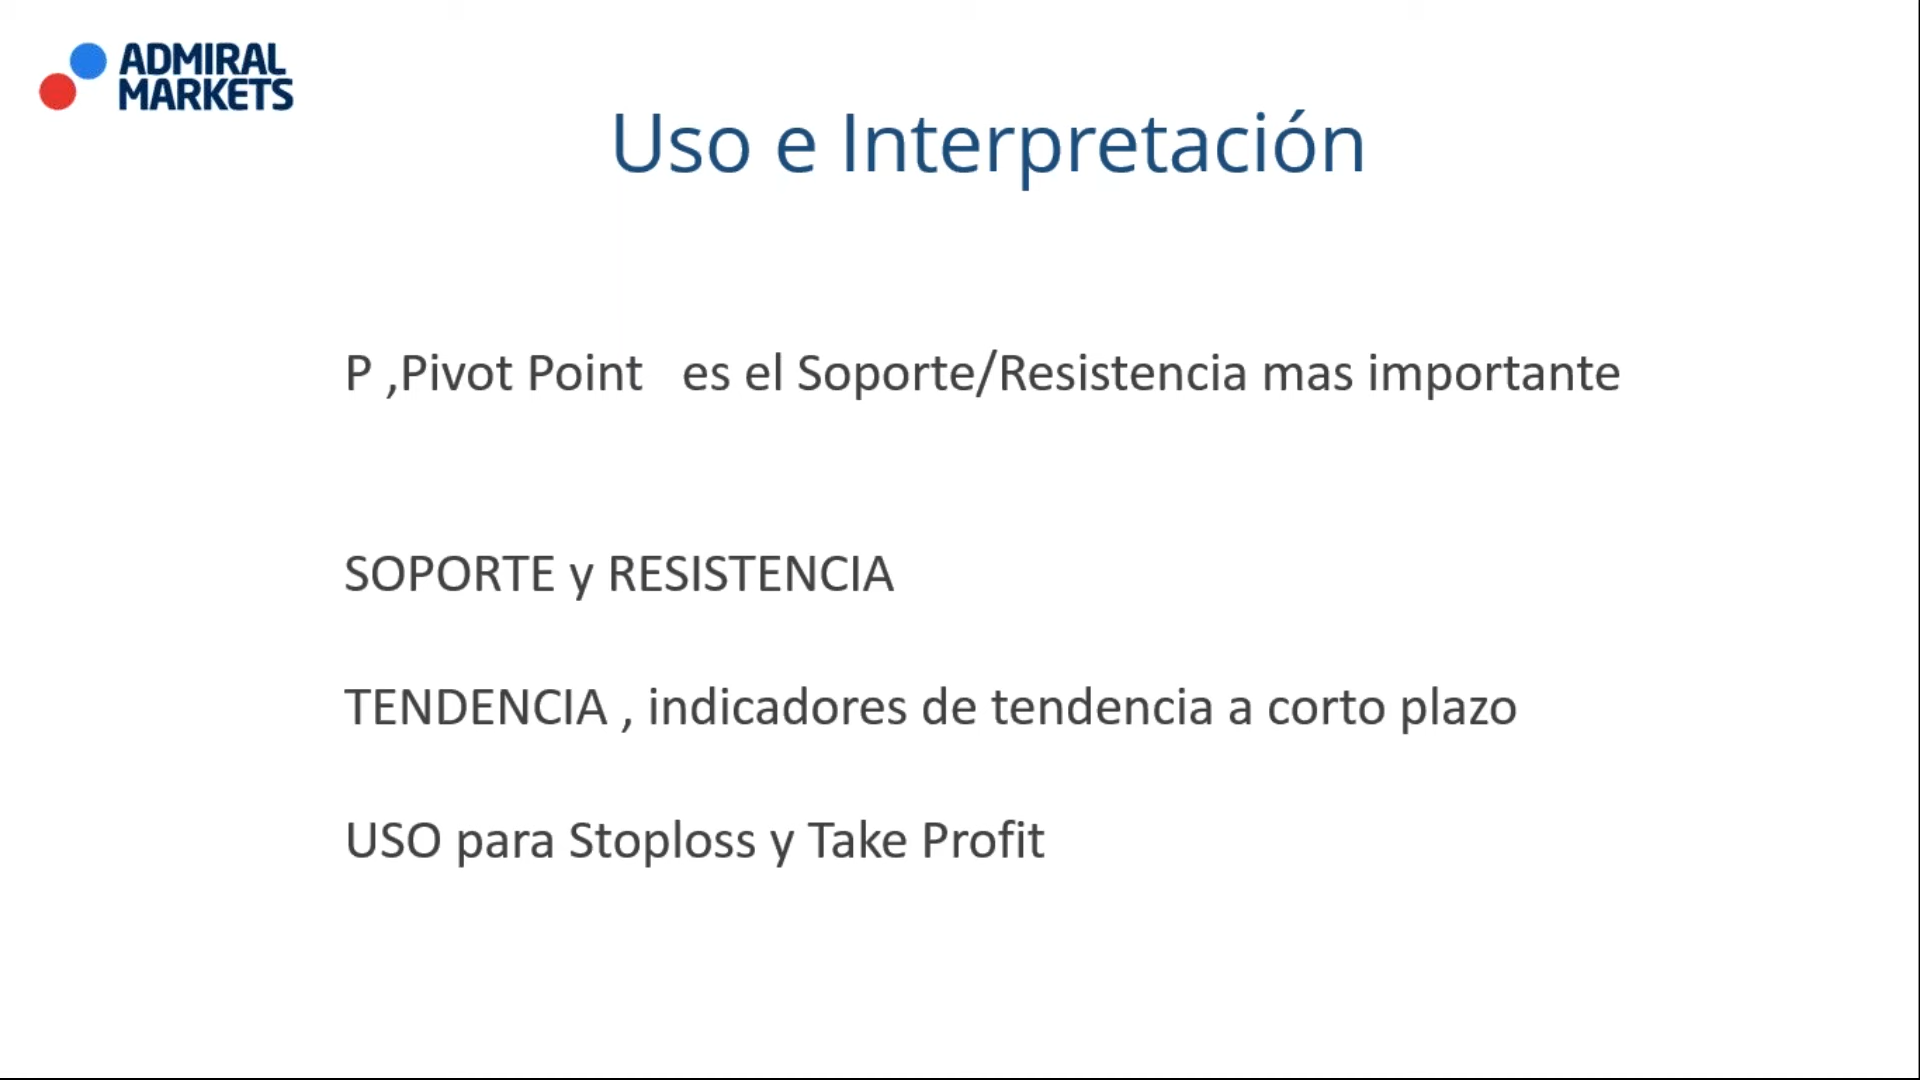 ADMIRAL
MARKETS
Uso e Interpretación
P ,Pivot Point   es el Soporte/Resistencia mas importante
SOPORTE y RESISTENCIA
TENDENCIA , indicadores de tendencia a corto plazo
USO para Stoploss y Take Profit